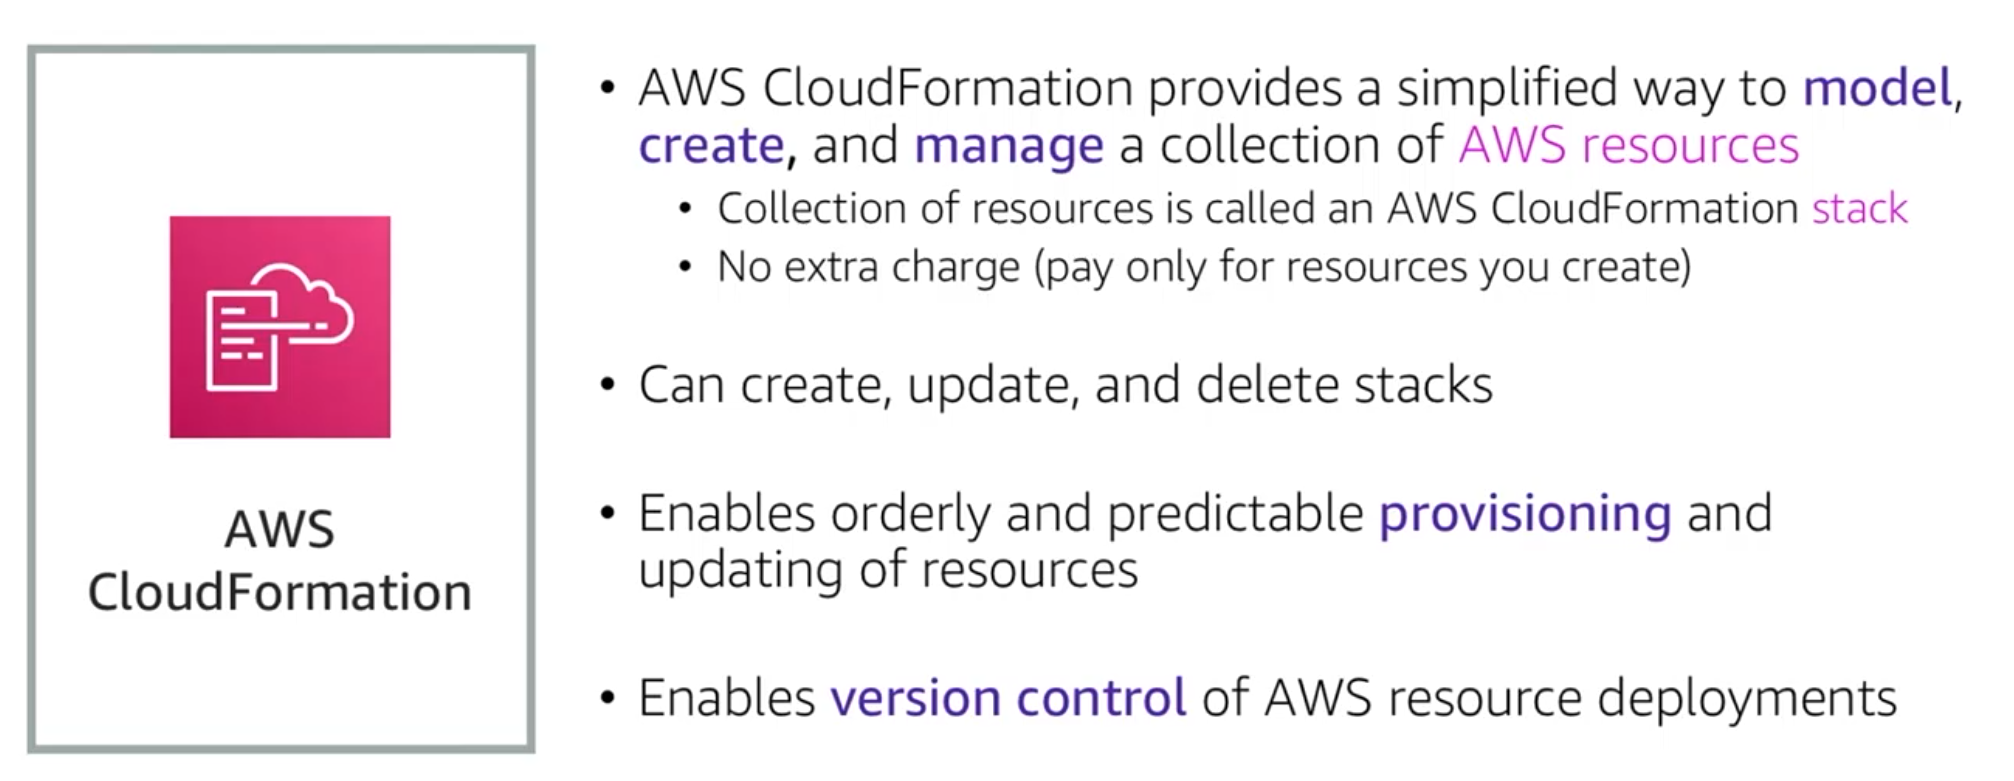 AWS
CloudFormation
• AWS CloudFormation provides a simplified way to model,
create, and manage a collection of AWS resources
• Collection of resources is called an AWS CloudFormation stack
• No extra charge (pay only for resources you create)
• Can create, update, and delete stacks
• Enables orderly and predictable provisioning and
updating of resources
• Enables version control of AWS resource deployments